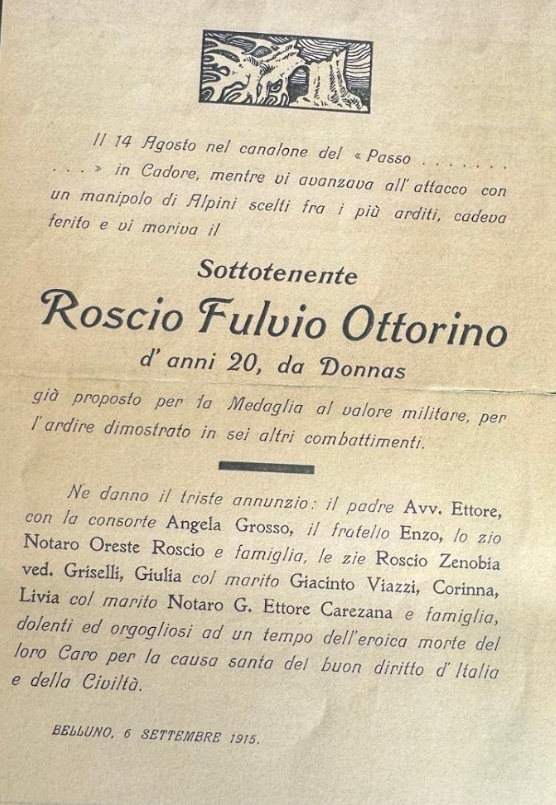 Il 14 Agosto nel canalone del « Passo . . . . . . . .
. . . . » in Cadore, mentre vi avanzava all'attacco con
un manipolo di Alpini scelti fra i più arditi, cadeva
ferito e vi moriva il
Sottotenente
Roscio Fulvio Ottorino
d'anni 20, da Donnas
già proposto per la Medaglia al valore militare, per
l'ardire dimostrato in sei altri combattimenti.
Ne danno il triste annunzio: il padre Avv. Ettore,
con la consorte Angela Grosso, il fratello Enzo, lo zio
Notaro Oreste Roscio e famiglia, le zie Roscio Zenobia
ved. Griselli, Giulia col marito Giacinto Viazzi, Corinna,
Livia col marito Notaro G. Ettore Carezana e famiglia,
dolenti ed orgogliosi ad un tempo dell'eroica morte del
loro Caro per la causa santa del buon diritto d'Italia
e della Civiltà.
BELLUNO, 6 SETTEMBRE 1915.